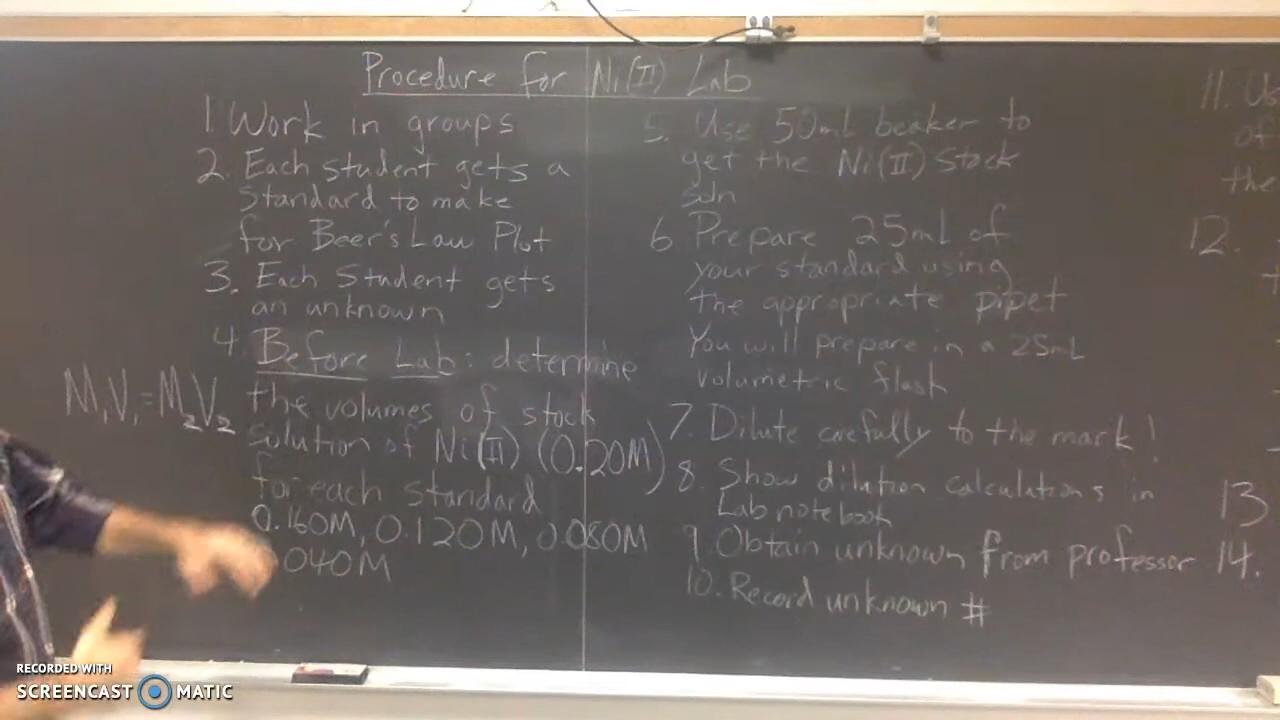 Procedure for Ni(II) Lab
1. Work in groups
2. Each student gets a
standard to make
for Beer's Law Plot
3. Each Student gets
an unknown
4. Before Lab: determine
the volumes of stock
solution of Ni(II) (0.20M)
for each standard
0.160M, 0.120M, 0.080M
040M
M₁V₁ = M₂V₂
5. Use 50mL beaker to
get the Ni(II) Stock
soln
6. Prepare 25mL of
your standard using
the appropriate pipet
You will prepare in a 25mL
volumetric flask
7. Dilute carefully to the mark!
8. Show dilution calculations in
Lab notebook
9. Obtain unknown from professor
10. Record unknown #
11. Us
of
the
12.
13
14.
RECORDED WITH
SCREENCAST MATIC